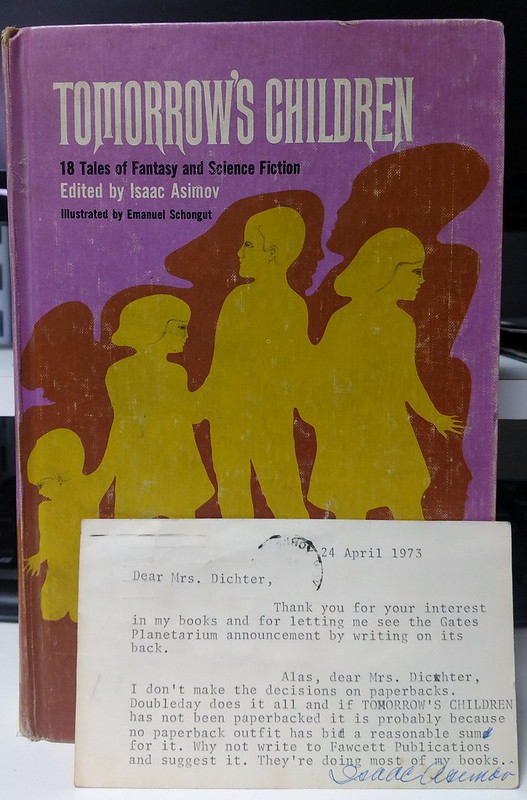 TOMORROW'S CHILDREN
18 Tales of Fantasy and Science Fiction
Edited by Isaac Asimov
Illustrated by Emanuel Schongut
24 April 1973
Dear Mrs. Dichter,
Thank you for your interest
in my books and for letting me see the Gates
Planetarium announcement by writing on its
back.
Alas, dear Mrs. Dichter,
I don't make the decisions on paperbacks.
Doubleday does it all and if TOMORROW'S CHILDREN
has not been paperbacked it is probably because
no paperback outfit has bid a reasonable sum
for it. Why not write to Fawcett Publications
and suggest it. They're doing most of my books.
Isaac Asimov